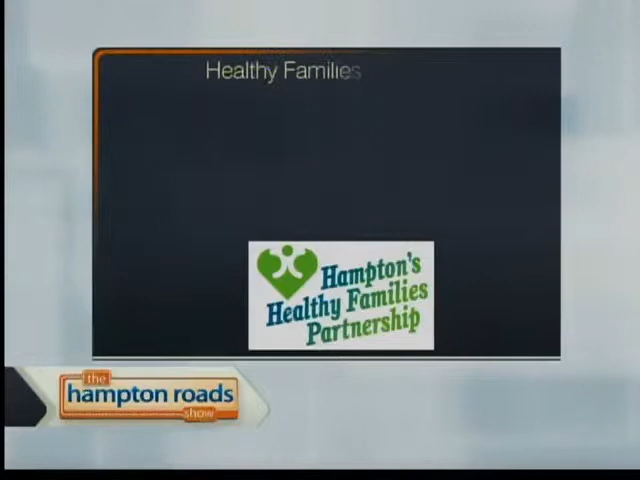 Healthy Families
Hampton's
Healthy Families
Partnership
the
hampton roads
show